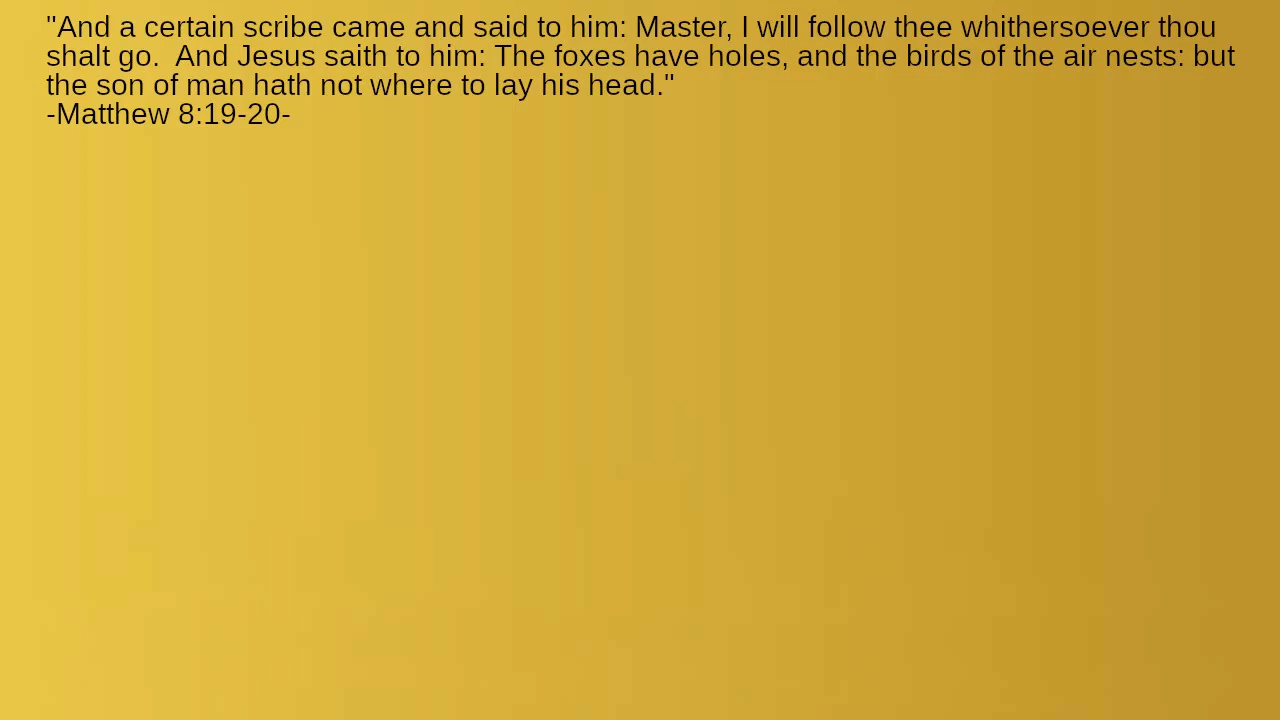 "And a certain scribe came and said to him: Master, I will follow thee whithersoever thou
shalt go.  And Jesus saith to him: The foxes have holes, and the birds of the air nests: but
the son of man hath not where to lay his head."
-Matthew 8:19-20-